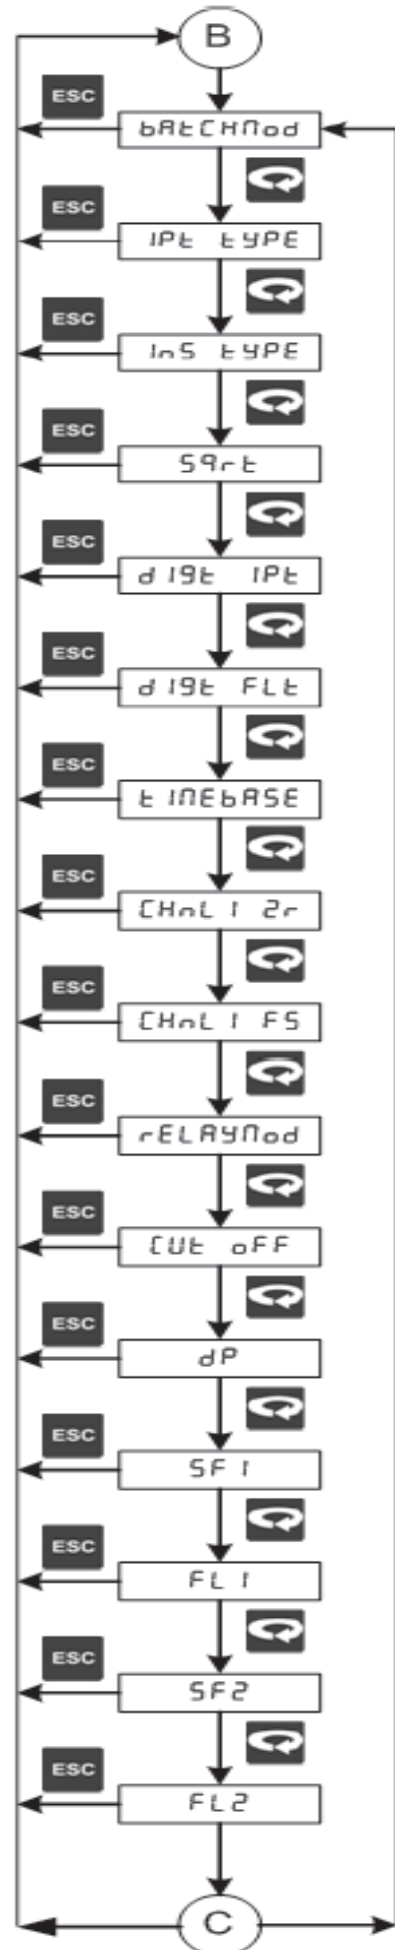 B
ESC
bAtCHMod
ESC
IPt tYPE
ESC
InS tYPE
ESC
Sqrt
ESC
dIgt IPt
ESC
dIgt FLt
ESC
tIMEbASE
ESC
CHnL1 Zr
ESC
CHnL1 FS
ESC
rELAYMod
ESC
CUt oFF
ESC
dP
ESC
SF1
ESC
FL1
ESC
SF2
ESC
FL2
C